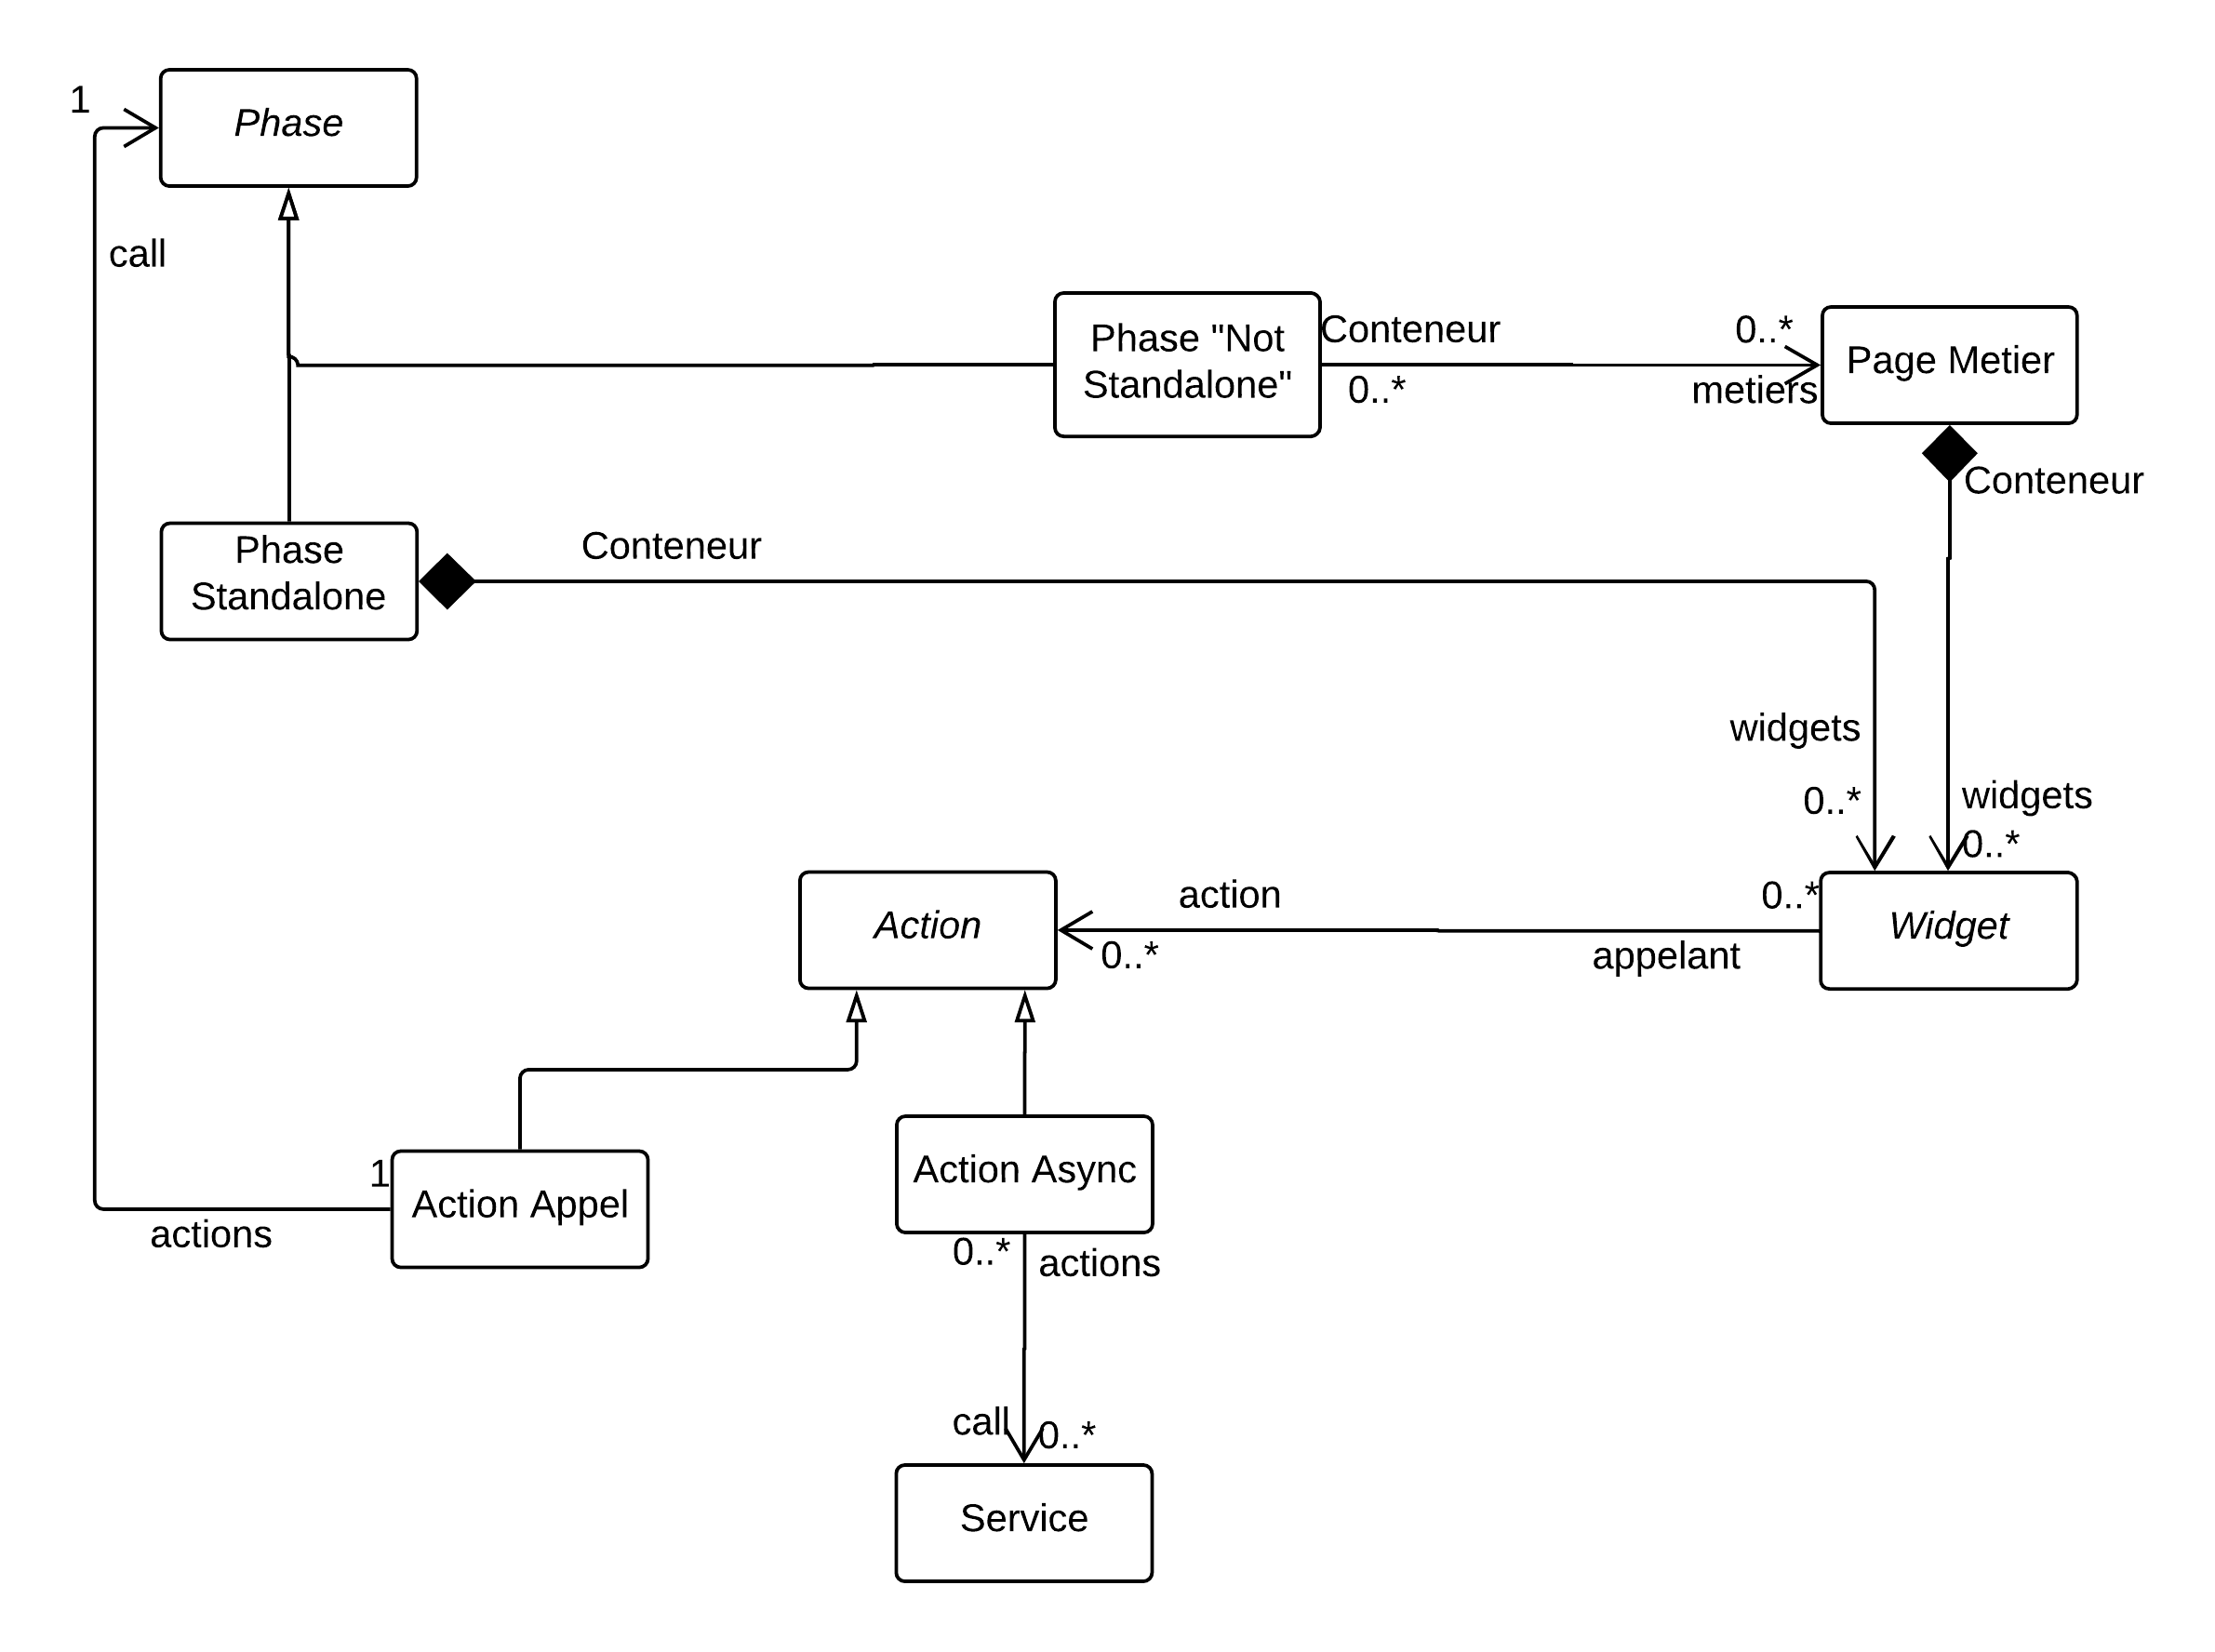 1
Phase
call
Phase "Not
Standalone"
Conteneur
0..*
0..*
metiers
Page Metier
Conteneur
Phase
Standalone
Conteneur
widgets
0..*
widgets
0..*
Action
action
0..*
0..*
appelant
Widget
1
actions
Action Appel
Action Async
0..*
actions
call
0..*
Service